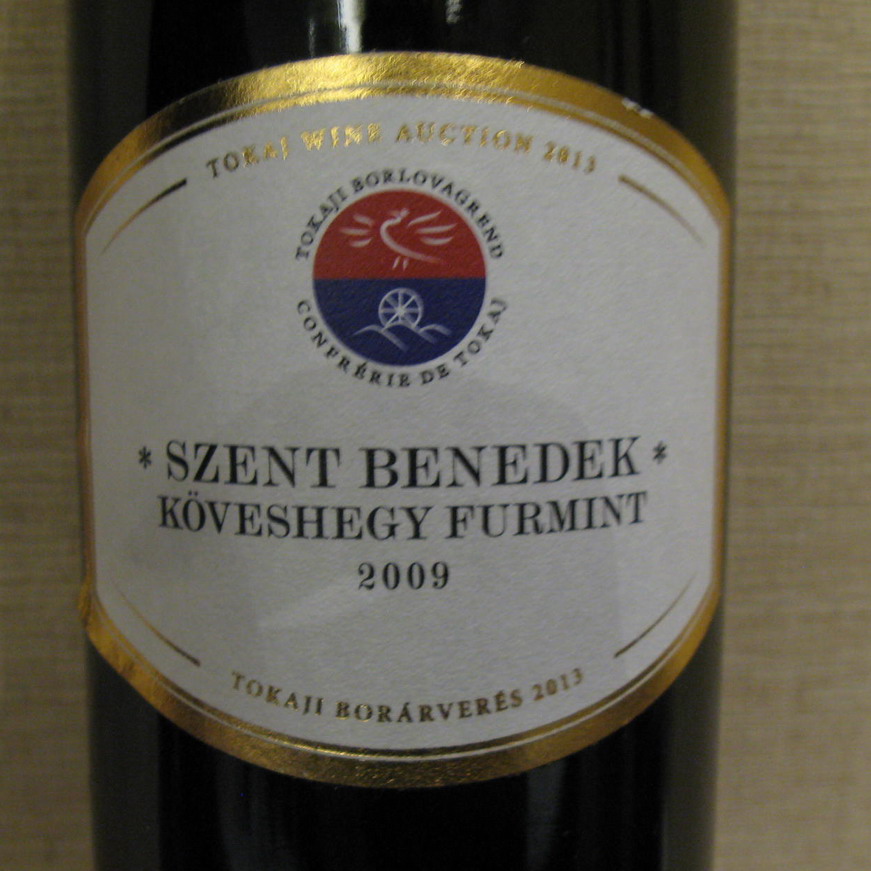 TOKAJ WINE AUCTION 2013
TOKAJI BORLOVAGREND
CONFRÉRIE DE TOKAJ
* SZENT BENEDEK *
KÖVESHEGY FURMINT
2009
TOKAJI BORÁRVERÉS 2013